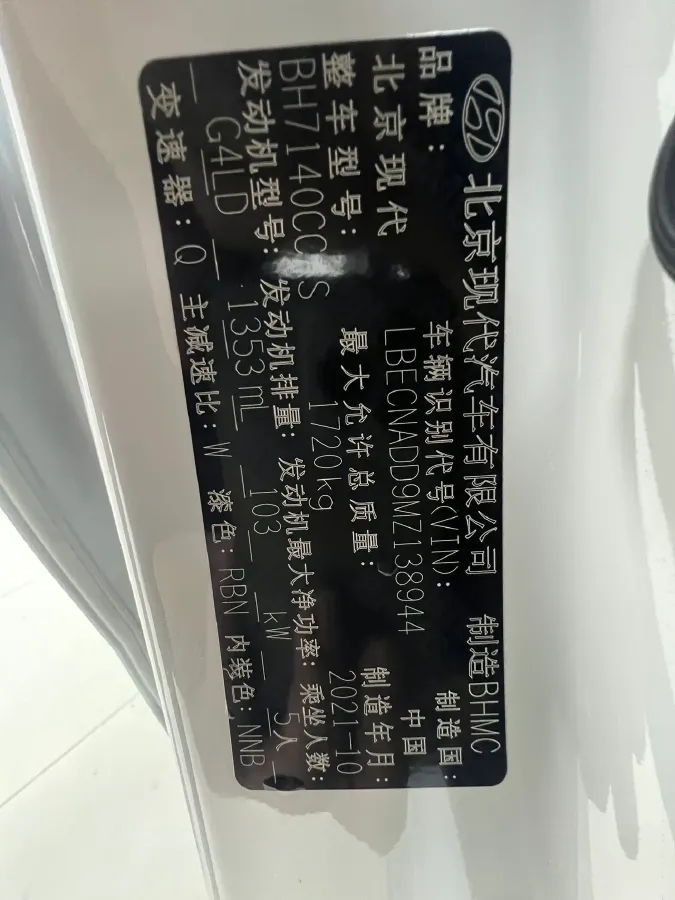 北京现代汽车有限公司 制造BHMC
品牌: 车辆识别代号(VIN): 制造国:
北京现代 LBECNADD9MZ138944 中国
整车型号: 最大允许总质量: 制造年月:
1720kg 2021-10
发动机型号: 发动机排量: 发动机最大净功率: 乘坐人数:
G4LD 1353mL 103 kW 5人
变速器: Q 主减速比: W 漆色: RBN 内装色: NNB